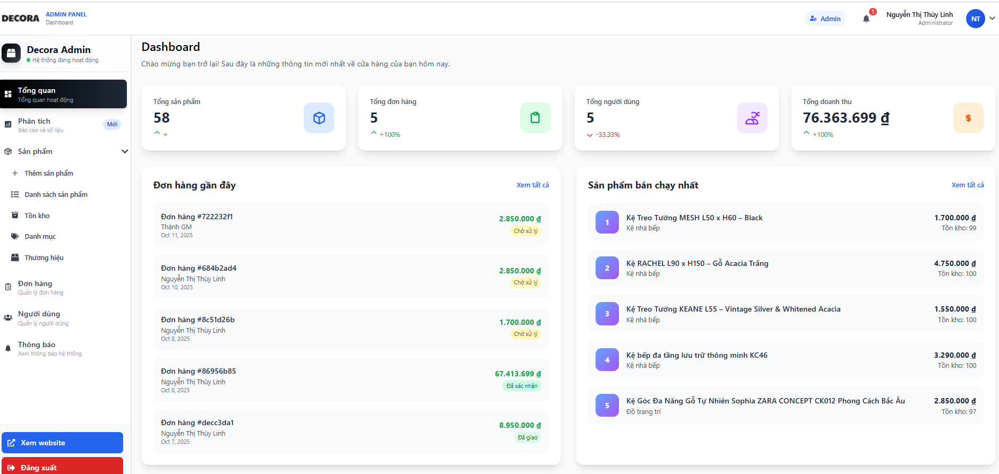 DECORA
ADMIN PANEL
Dashboard
Admin
1
Nguyễn Thị Thùy Linh
Administrator
NT
Decora Admin
Hệ thống đang hoạt động
Tổng quan
Tổng quan hoạt động
Phân tích
Báo cáo và số liệu
Mới
Sản phẩm
Thêm sản phẩm
Danh sách sản phẩm
Tồn kho
Danh mục
Thương hiệu
Đơn hàng
Quản lý đơn hàng
Người dùng
Quản lý người dùng
Thông báo
Xem thông báo hệ thống
Xem website
Đăng xuất
Dashboard
Chào mừng bạn trở lại! Sau đây là những thông tin mới nhất về cửa hàng của bạn hôm nay.
Tổng sản phẩm
58
+
Tổng đơn hàng
5
+100%
Tổng người dùng
5
-33.33%
Tổng doanh thu
76.363.699 ₫
+100%
$
Đơn hàng gần đây
Xem tất cả
Đơn hàng #722232f1
Thành GM
Oct 11, 2025
2.850.000 ₫
Chờ xử lý
Đơn hàng #684b2ad4
Nguyễn Thị Thùy Linh
Oct 10, 2025
2.850.000 ₫
Chờ xử lý
Đơn hàng #8c51d26b
Nguyễn Thị Thùy Linh
Oct 8, 2025
1.700.000 ₫
Chờ xử lý
Đơn hàng #86956b85
Nguyễn Thị Thùy Linh
Oct 8, 2025
67.413.699 ₫
Đã xác nhận
Đơn hàng #decc3da1
Nguyễn Thị Thùy Linh
Oct 7, 2025
8.950.000 ₫
Đã giao
Sản phẩm bán chạy nhất
Xem tất cả
1
Kệ Treo Tường MESH L50 x H60 – Black
Kệ nhà bếp
1.700.000 ₫
Tồn kho: 99
2
Kệ RACHEL L90 x H150 – Gỗ Acacia Trắng
Kệ nhà bếp
4.750.000 ₫
Tồn kho: 100
3
Kệ Treo Tường KEANE L55 – Vintage Silver & Whitened Acacia
Kệ nhà bếp
1.550.000 ₫
Tồn kho: 100
4
Kệ bếp đa tầng lưu trữ thông minh KC46
Kệ nhà bếp
3.290.000 ₫
Tồn kho: 100
5
Kệ Góc Đa Năng Gỗ Tự Nhiên Sophia ZARA CONCEPT CK012 Phong Cách Bắc Âu
Đồ trang trí
2.850.000 ₫
Tồn kho: 97